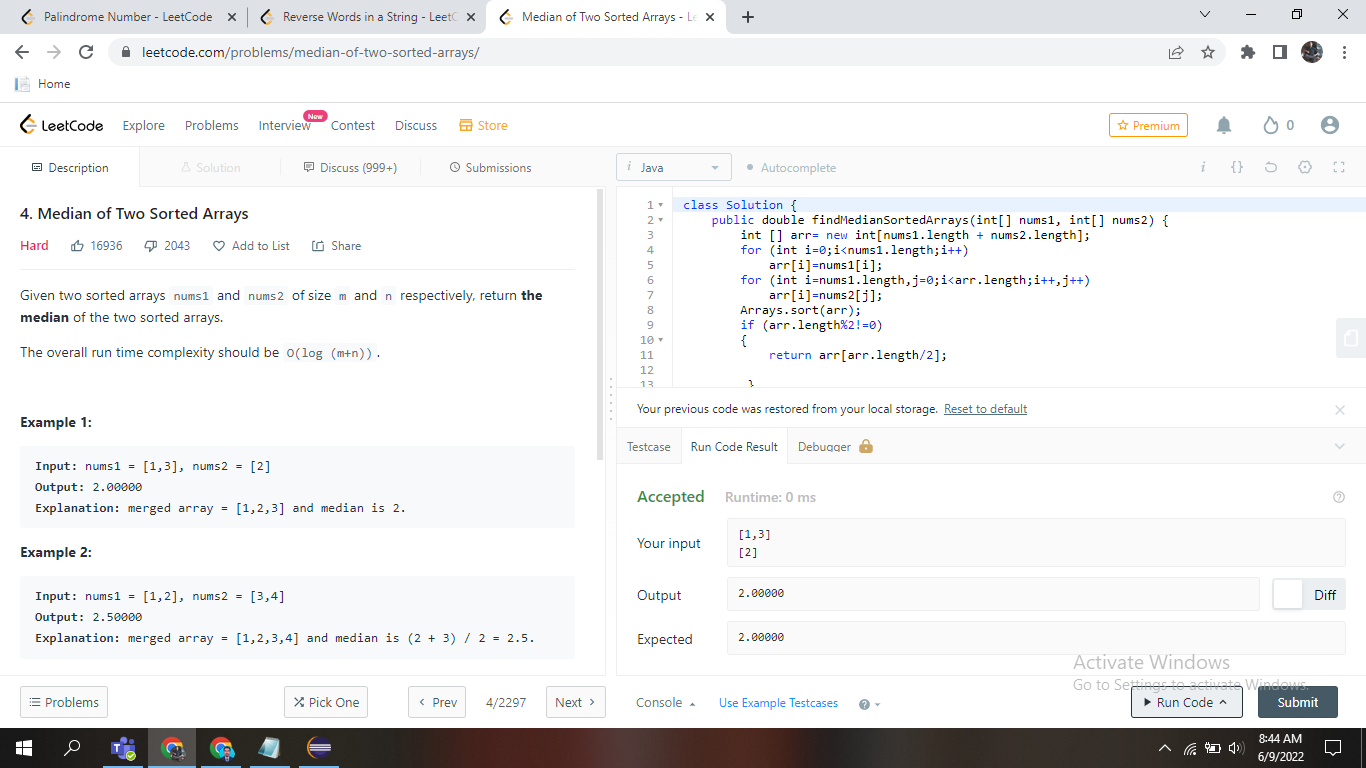 Palindrome Number - LeetCode
Reverse Words in a String - LeetC
Median of Two Sorted Arrays - Le
leetcode.com/problems/median-of-two-sorted-arrays/
Home
LeetCode Explore Problems Interview New Contest Discuss Store
Premium 0
Description Solution Discuss (999+) Submissions
4. Median of Two Sorted Arrays
Hard 16936 2043 Add to List Share
Given two sorted arrays nums1 and nums2 of size m and n respectively, return the
median of the two sorted arrays.
The overall run time complexity should be O(log (m+n)).
Example 1:
Input: nums1 = [1,3], nums2 = [2]
Output: 2.00000
Explanation: merged array = [1,2,3] and median is 2.
Example 2:
Input: nums1 = [1,2], nums2 = [3,4]
Output: 2.50000
Explanation: merged array = [1,2,3,4] and median is (2 + 3) / 2 = 2.5.
Problems Pick One Prev 4/2297 Next
i Java Autocomplete i {}
1 class Solution {
2 public double findMedianSortedArrays(int[] nums1, int[] nums2) {
3 int [] arr= new int[nums1.length + nums2.length];
4 for (int i=0;i<nums1.length;i++)
5 arr[i]=nums1[i];
6 for (int i=nums1.length,j=0;i<arr.length;i++,j++)
7 arr[i]=nums2[j];
8 Arrays.sort(arr);
9 if (arr.length%2!=0)
10 {
11 return arr[arr.length/2];
12
13 }
Your previous code was restored from your local storage. Reset to default
Testcase Run Code Result Debugger
Accepted Runtime: 0 ms
Your input
[1,3]
[2]
Output 2.00000 Diff
Expected 2.00000
Activate Windows
Go to Settings to activate Windows.
Console Use Example Testcases Run Code Submit
8:44 AM
6/9/2022